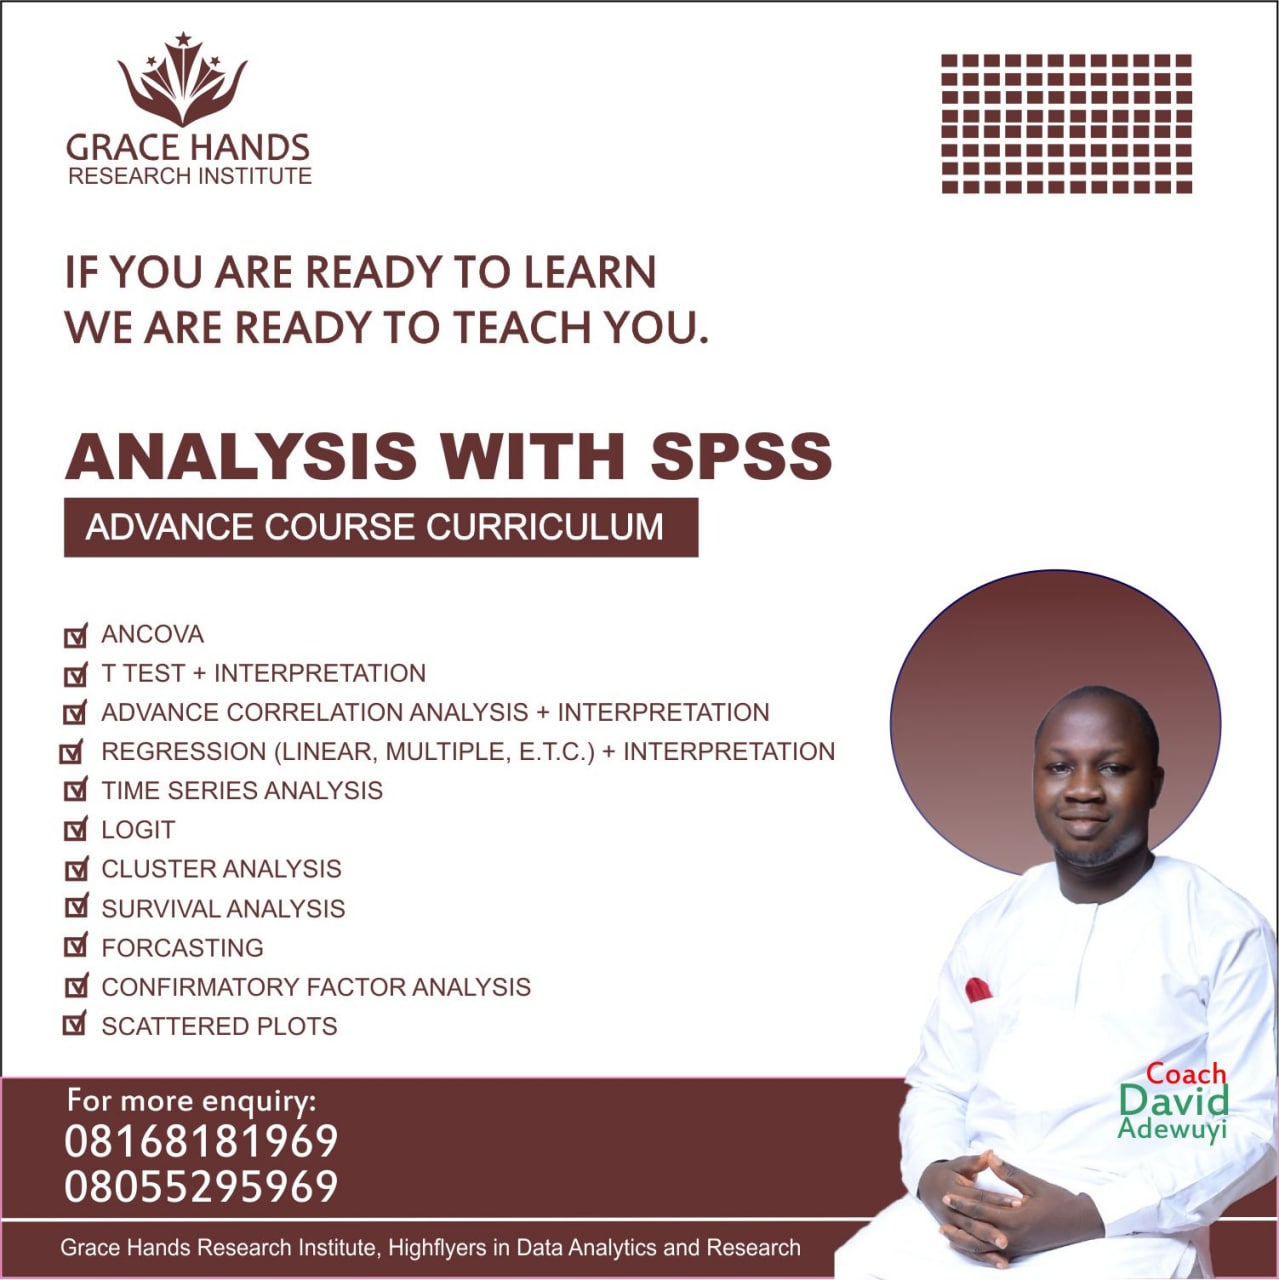 GRACE HANDS
RESEARCH INSTITUTE
IF YOU ARE READY TO LEARN
WE ARE READY TO TEACH YOU.
ANALYSIS WITH SPSS
ADVANCE COURSE CURRICULUM
ANCOVA
T TEST + INTERPRETATION
ADVANCE CORRELATION ANALYSIS + INTERPRETATION
REGRESSION (LINEAR, MULTIPLE, E.T.C.) + INTERPRETATION
TIME SERIES ANALYSIS
LOGIT
CLUSTER ANALYSIS
SURVIVAL ANALYSIS
FORCASTING
CONFIRMATORY FACTOR ANALYSIS
SCATTERED PLOTS
Coach
David
Adewuyi
For more enquiry:
08168181969
08055295969
Grace Hands Research Institute, Highflyers in Data Analytics and Research